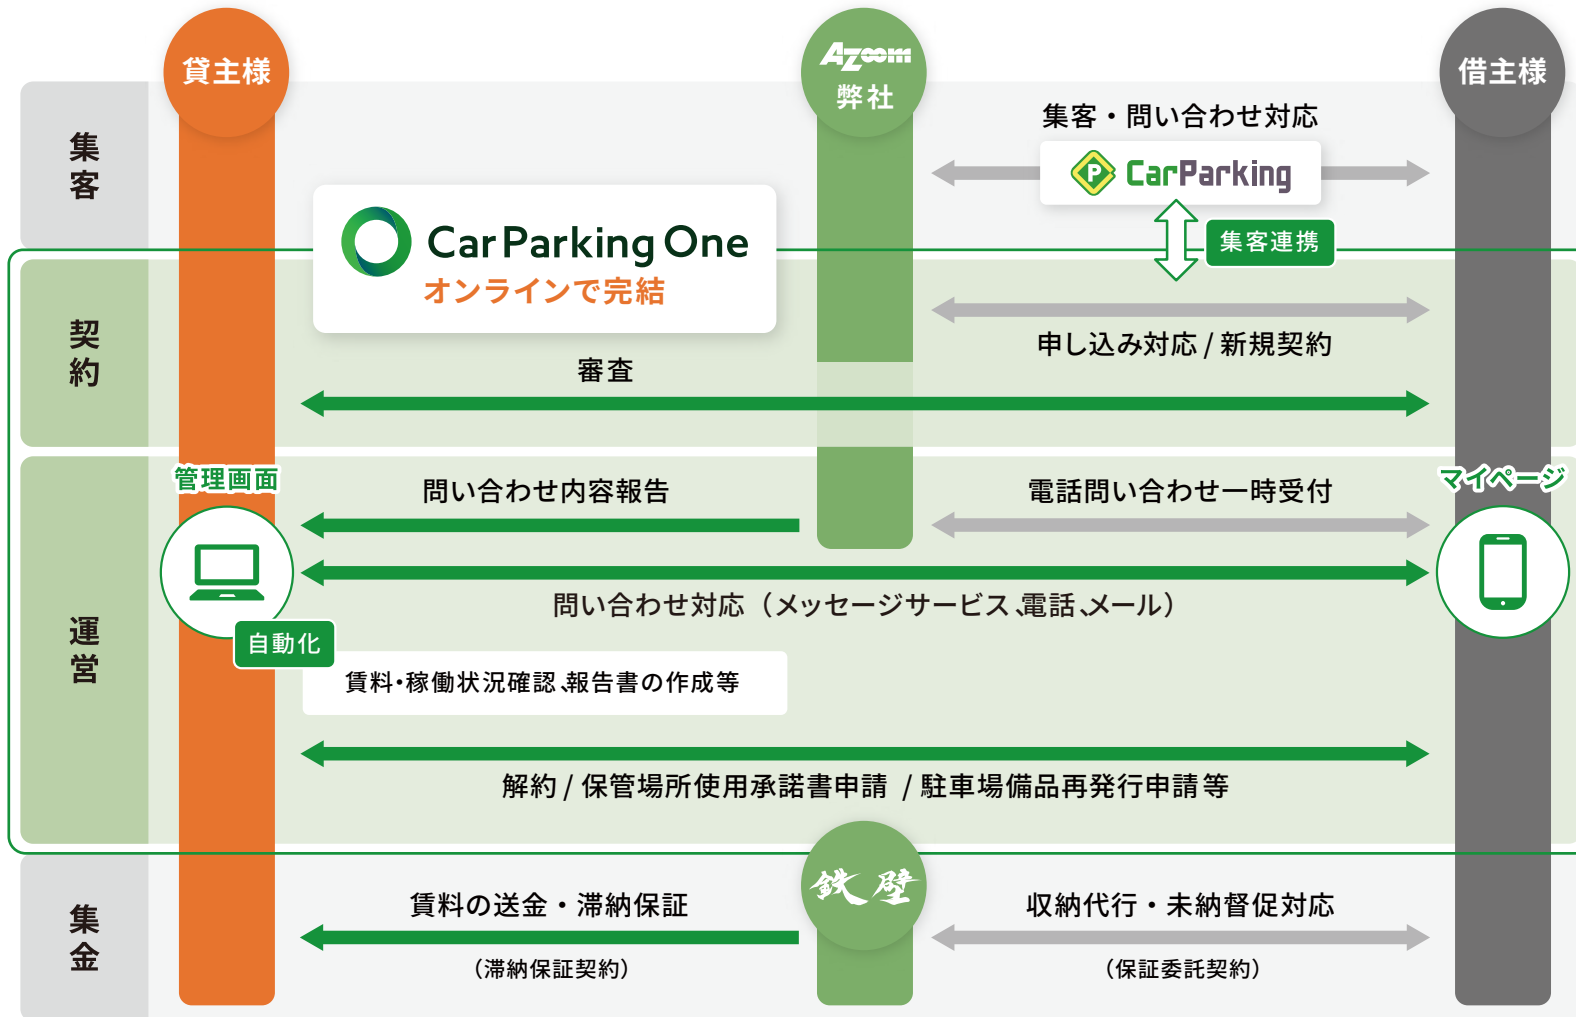 貸主様
Azoom
弊社
借主様
集客
集客・問い合わせ対応
CarParking
集客連携
CarParking One
オンラインで完結
契約
申し込み対応 / 新規契約
審査
運営
管理画面
問い合わせ内容報告
電話問い合わせ一時受付
マイページ
問い合わせ対応（メッセージサービス、電話、メール）
自動化
賃料・稼働状況確認、報告書の作成等
解約 / 保管場所使用承諾書申請 / 駐車場備品再発行申請等
集金
鉄壁
賃料の送金・滞納保証
（滞納保証契約）
収納代行・未納督促対応
（保証委託契約）